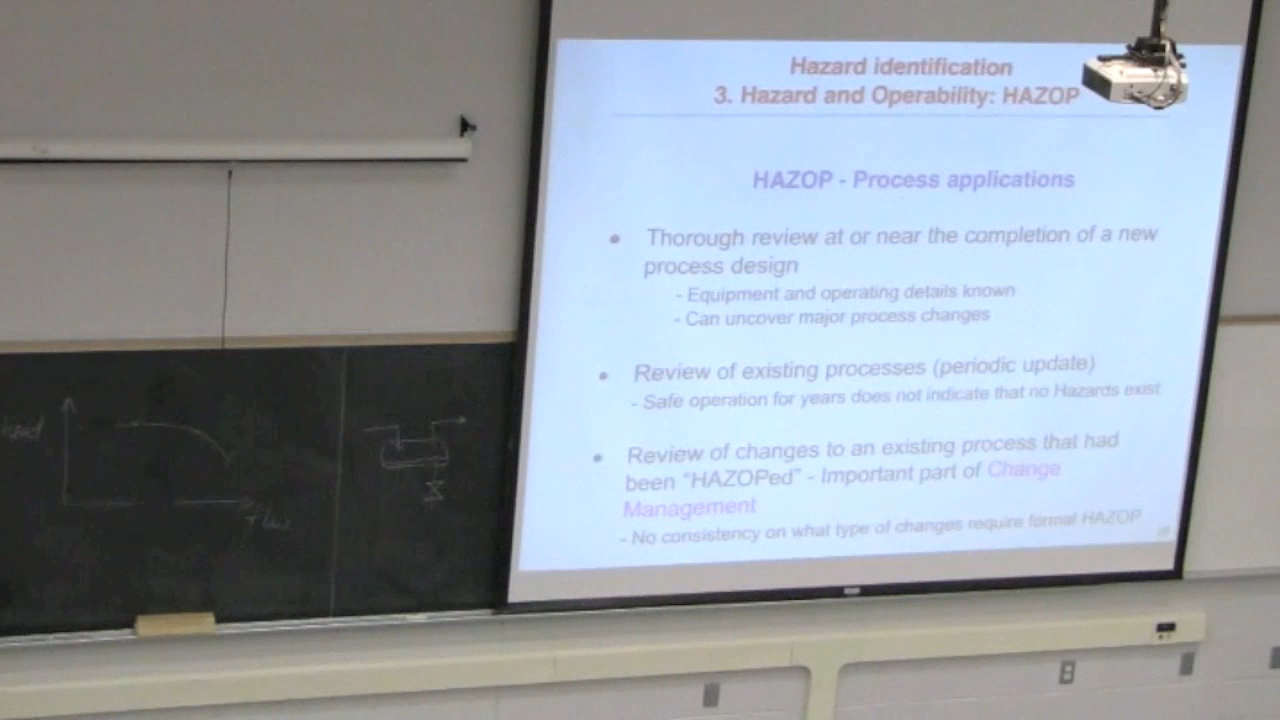 Hazard identification
3. Hazard and Operability: HAZOP
HAZOP - Process applications
• Thorough review at or near the completion of a new
process design
- Equipment and operating details known
- Can uncover major process changes
• Review of existing processes (periodic update)
- Safe operation for years does not indicate that no Hazards exist
• Review of changes to an existing process that had
been "HAZOPed" - Important part of Change
Management
- No consistency on what type of changes require formal HAZOP
Flow